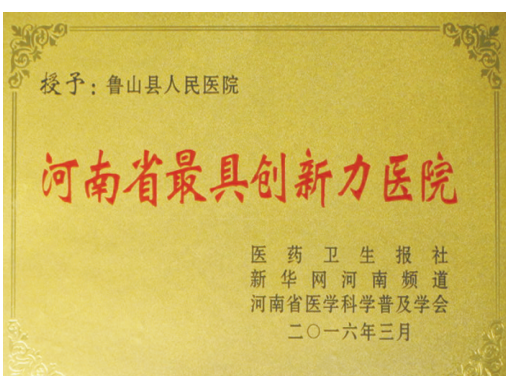 授予：鲁山县人民医院
河南省最具创新力医院
医药卫生报社
新华网河南频道
河南省医学科学普及学会
二〇一六年三月